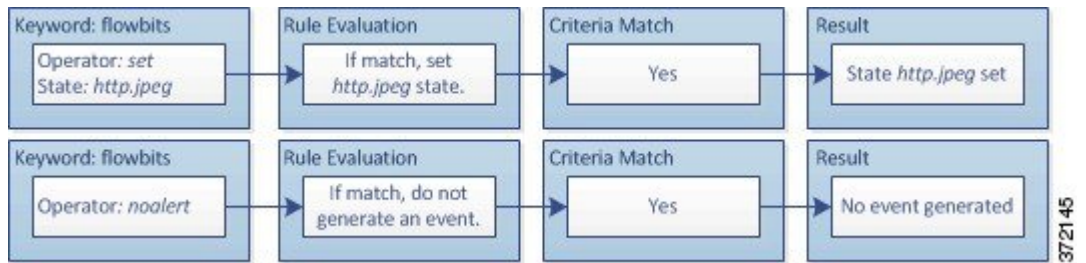 Keyword: flowbits
Operator: set
State: http.jpeg
Rule Evaluation
If match, set
http.jpeg state.
Criteria Match
Yes
Result
State http.jpeg set
Keyword: flowbits
Operator: noalert
Rule Evaluation
If match, do not
generate an event.
Criteria Match
Yes
Result
No event generated
372145